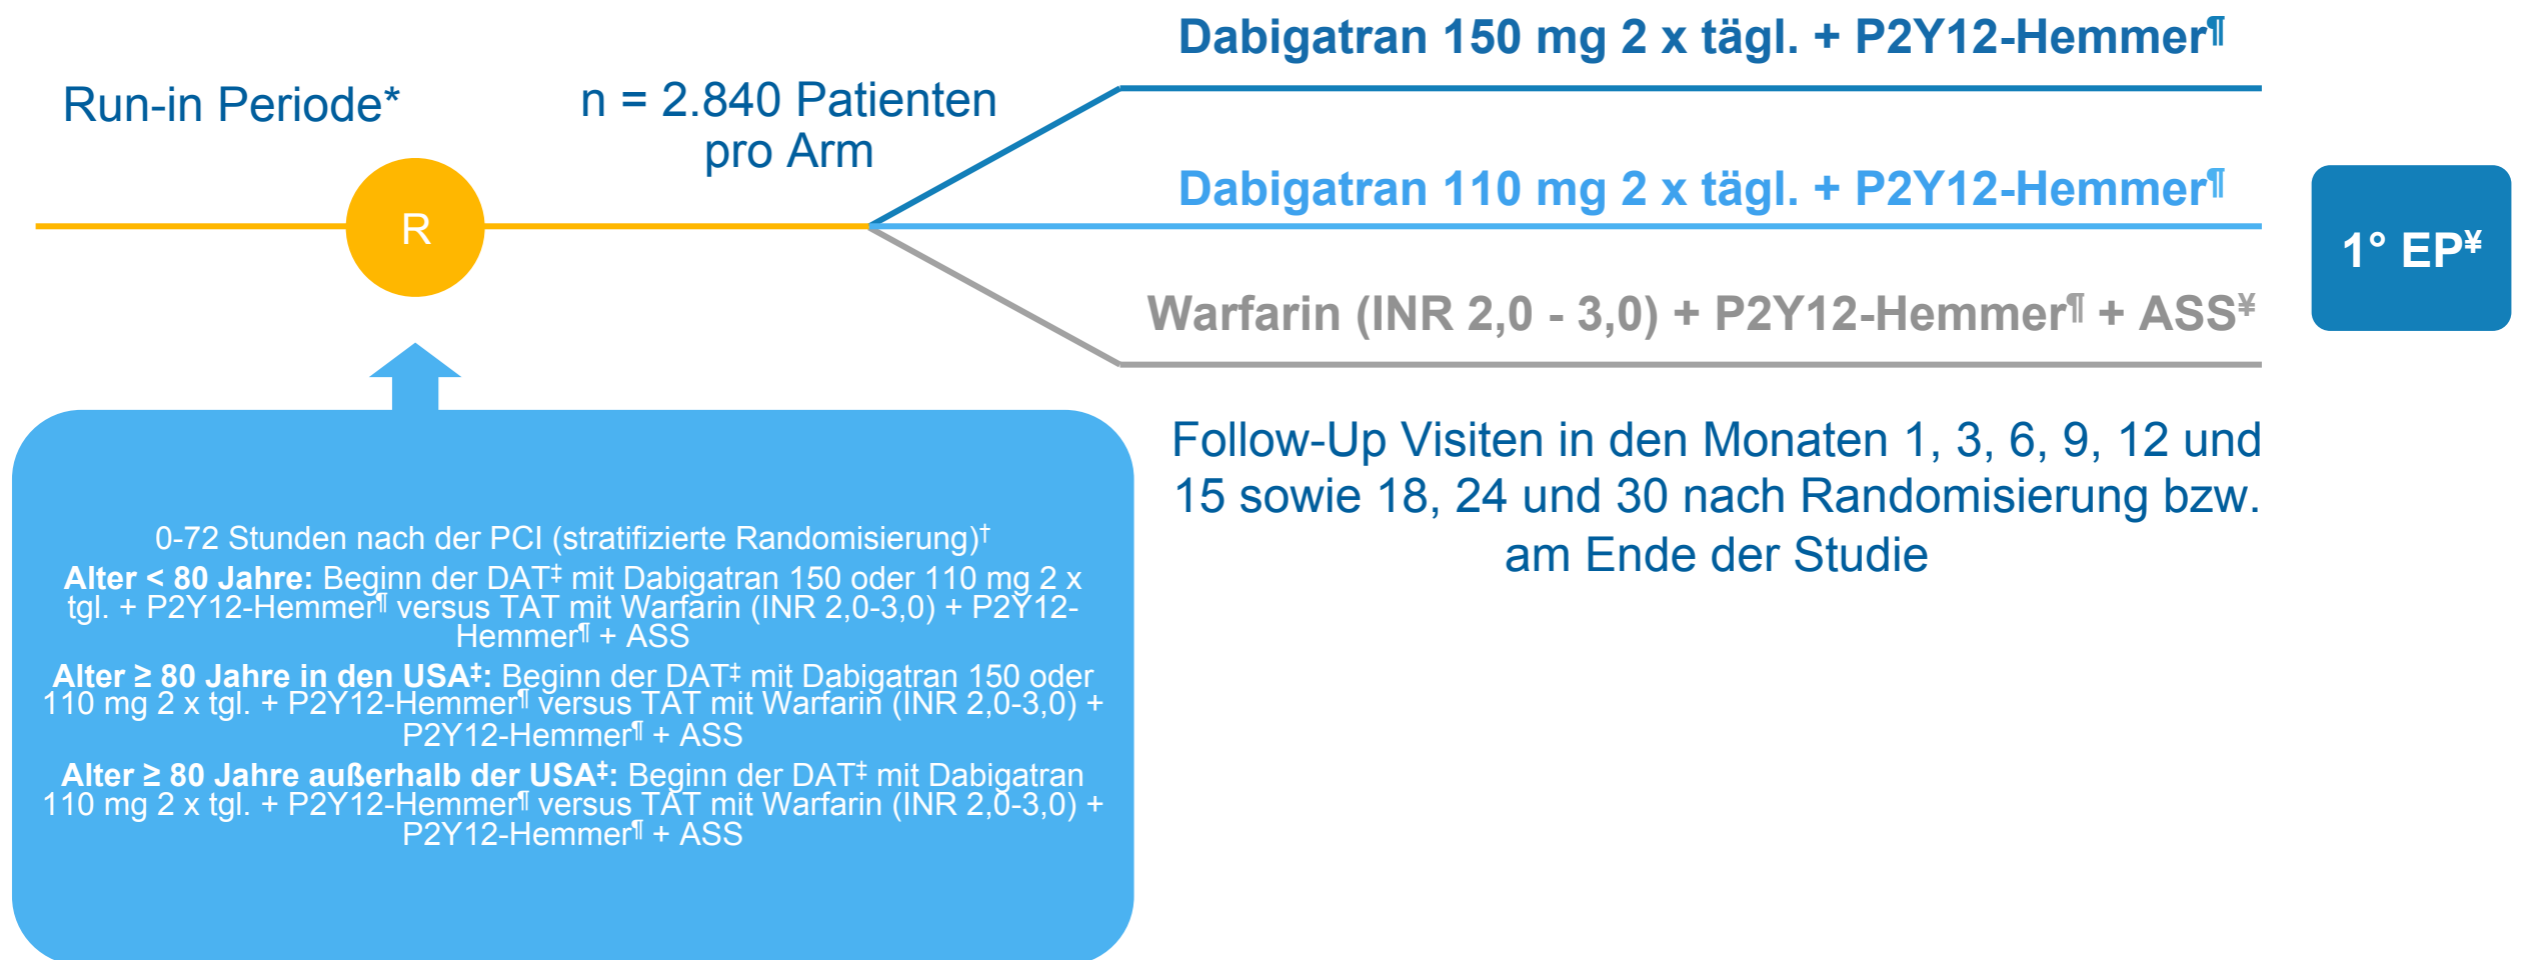 Run-in Periode*
R
n = 2.840 Patienten
pro Arm
Dabigatran 150 mg 2 x tägl. + P2Y12-Hemmer¶
Dabigatran 110 mg 2 x tägl. + P2Y12-Hemmer¶
Warfarin (INR 2,0 - 3,0) + P2Y12-Hemmer¶ + ASS¥
1° EP¥
Follow-Up Visiten in den Monaten 1, 3, 6, 9, 12 und
15 sowie 18, 24 und 30 nach Randomisierung bzw.
am Ende der Studie
0-72 Stunden nach der PCI (stratifizierte Randomisierung)†
Alter < 80 Jahre: Beginn der DAT‡ mit Dabigatran 150 oder 110 mg 2 x
tgl. + P2Y12-Hemmer¶ versus TAT mit Warfarin (INR 2,0-3,0) + P2Y12-
Hemmer¶ + ASS
Alter ≥ 80 Jahre in den USA‡: Beginn der DAT‡ mit Dabigatran 150 oder
110 mg 2 x tgl. + P2Y12-Hemmer¶ versus TAT mit Warfarin (INR 2,0-3,0) +
P2Y12-Hemmer¶ + ASS
Alter ≥ 80 Jahre außerhalb der USA‡: Beginn der DAT‡ mit Dabigatran
110 mg 2 x tgl. + P2Y12-Hemmer¶ versus TAT mit Warfarin (INR 2,0-3,0) +
P2Y12-Hemmer¶ + ASS